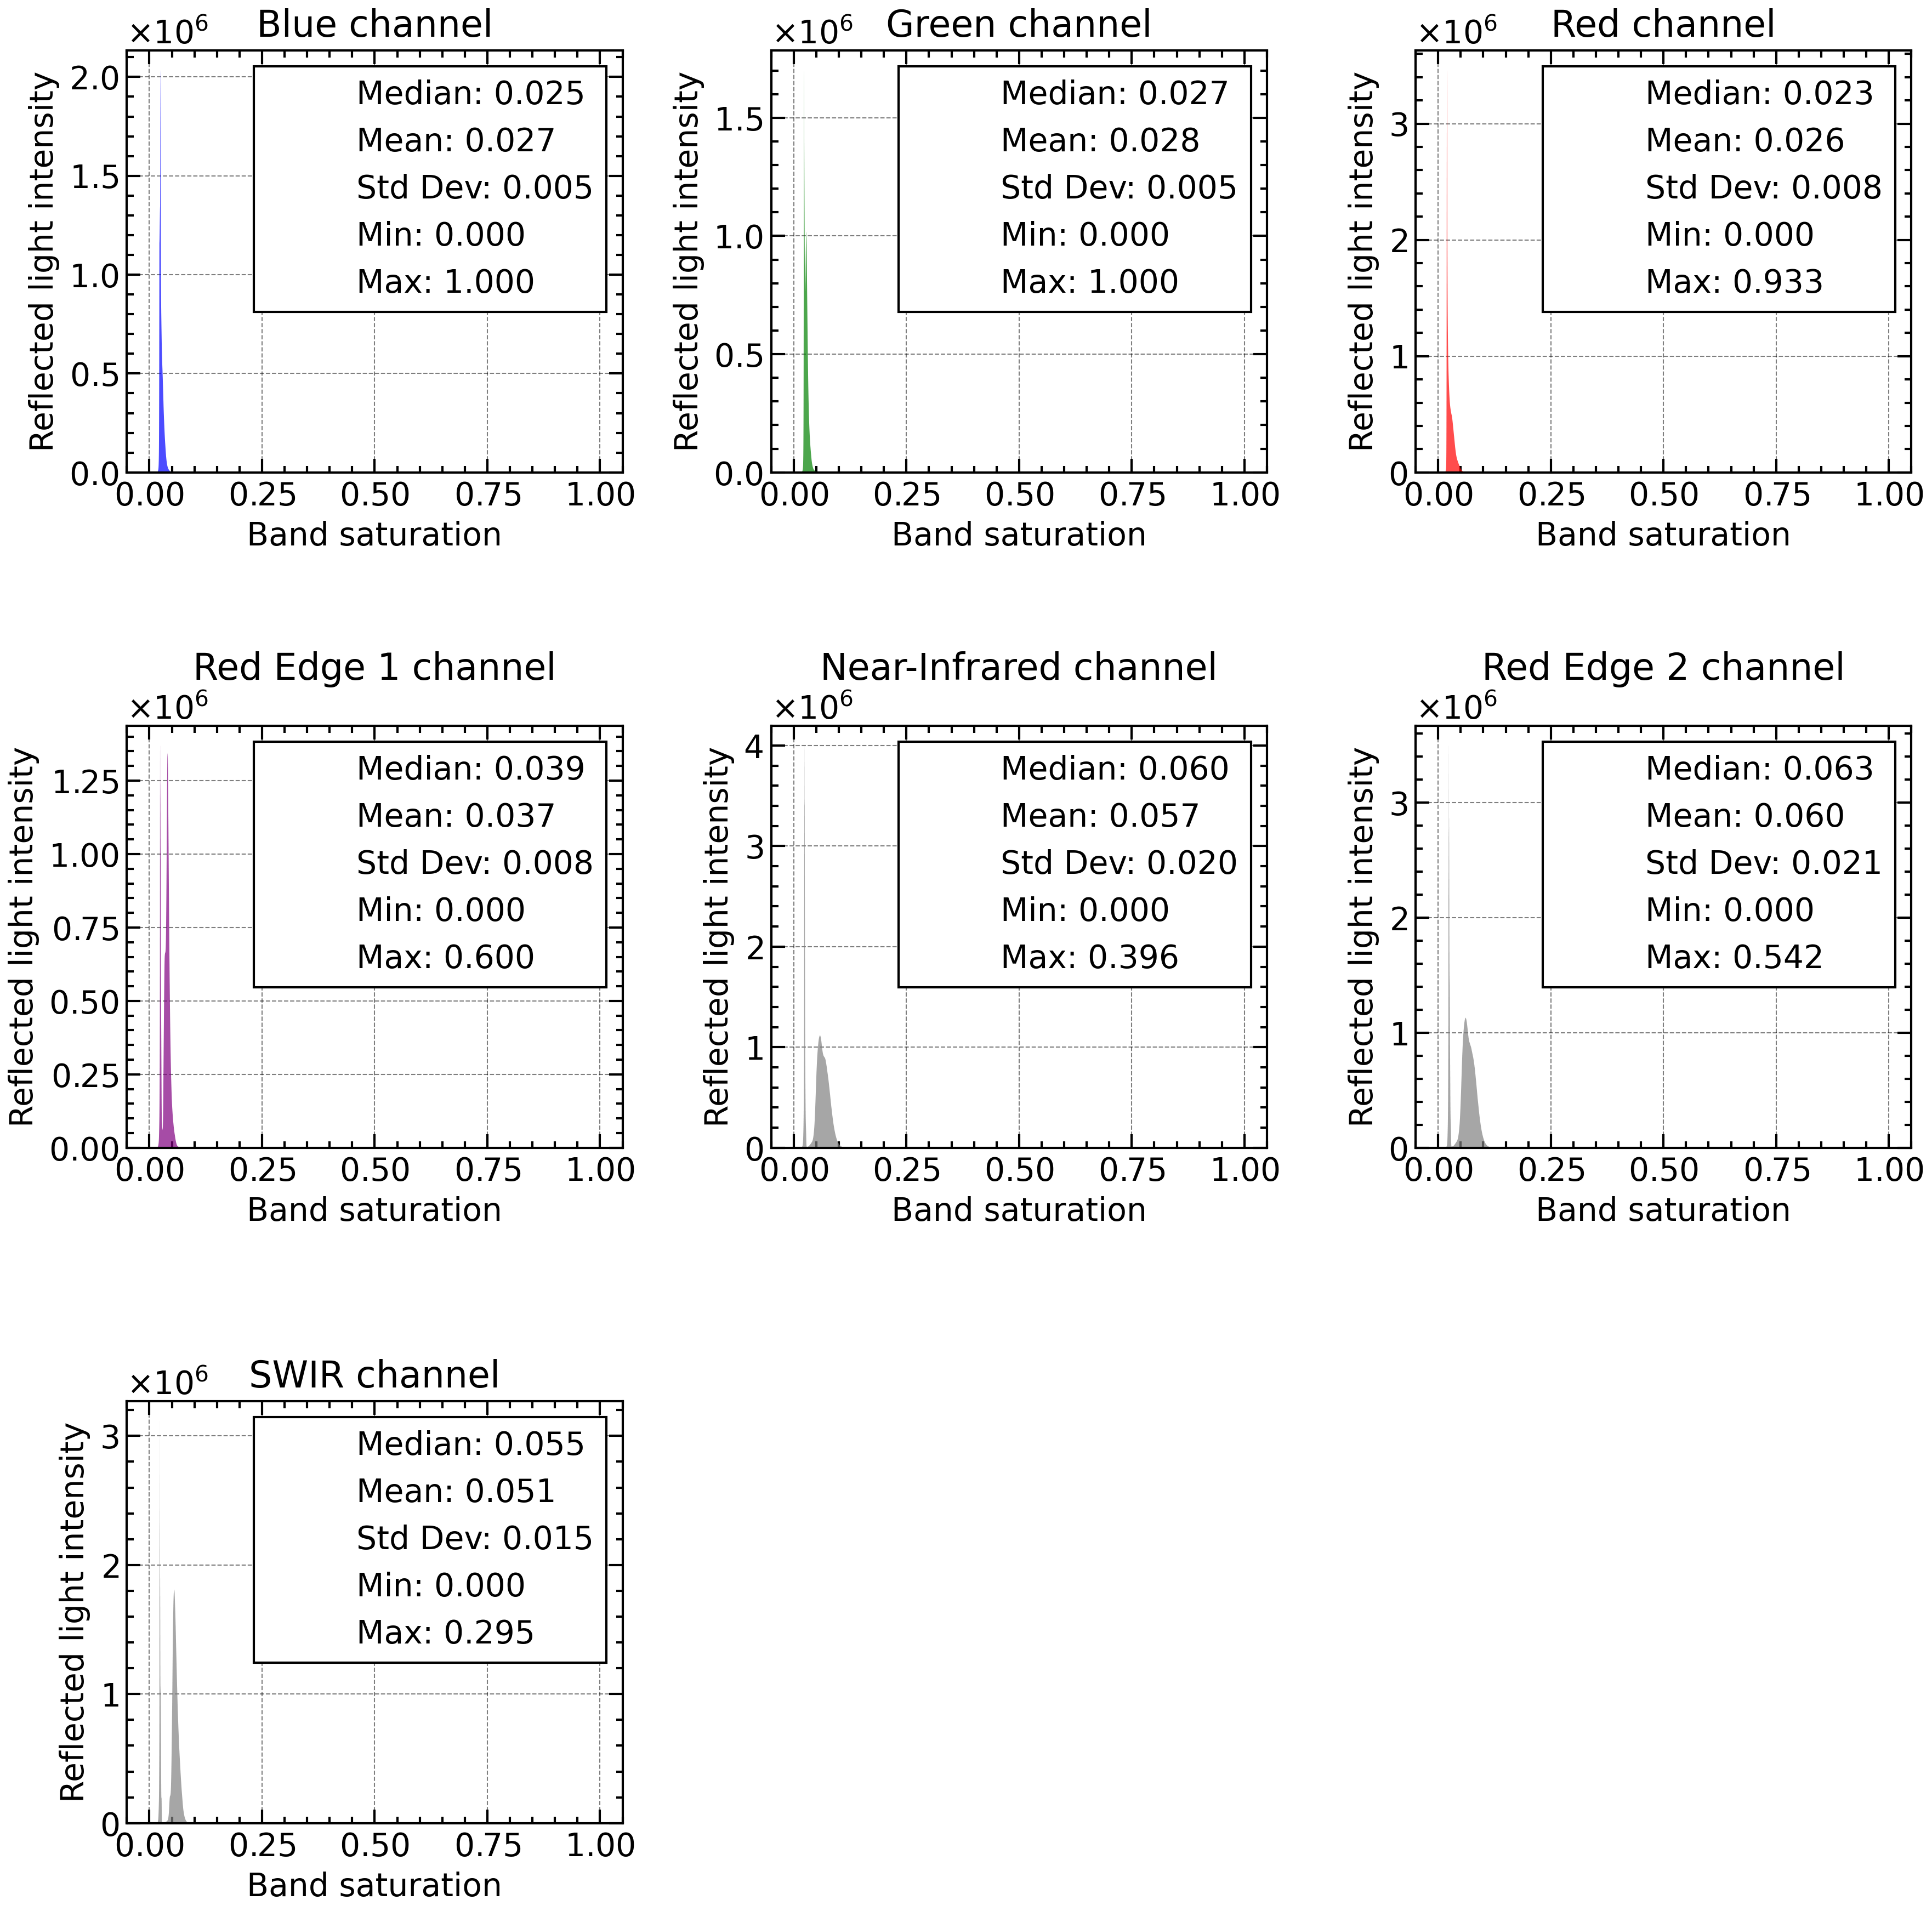 ×10⁶ Blue channel
Reflected light intensity
2.0
1.5
1.0
0.5
0.0
Median: 0.025
Mean: 0.027
Std Dev: 0.005
Min: 0.000
Max: 1.000
0.00 0.25 0.50 0.75 1.00
Band saturation
×10⁶ Green channel
Reflected light intensity
1.5
1.0
0.5
0.0
Median: 0.027
Mean: 0.028
Std Dev: 0.005
Min: 0.000
Max: 1.000
0.00 0.25 0.50 0.75 1.00
Band saturation
×10⁶ Red channel
Reflected light intensity
3
2
1
0
Median: 0.023
Mean: 0.026
Std Dev: 0.008
Min: 0.000
Max: 0.933
0.00 0.25 0.50 0.75 1.00
Band saturation
Red Edge 1 channel
×10⁶
Reflected light intensity
1.25
1.00
0.75
0.50
0.25
0.00
Median: 0.039
Mean: 0.037
Std Dev: 0.008
Min: 0.000
Max: 0.600
0.00 0.25 0.50 0.75 1.00
Band saturation
Near-Infrared channel
×10⁶
Reflected light intensity
4
3
2
1
0
Median: 0.060
Mean: 0.057
Std Dev: 0.020
Min: 0.000
Max: 0.396
0.00 0.25 0.50 0.75 1.00
Band saturation
Red Edge 2 channel
×10⁶
Reflected light intensity
3
2
1
0
Median: 0.063
Mean: 0.060
Std Dev: 0.021
Min: 0.000
Max: 0.542
0.00 0.25 0.50 0.75 1.00
Band saturation
×10⁶ SWIR channel
Reflected light intensity
3
2
1
0
Median: 0.055
Mean: 0.051
Std Dev: 0.015
Min: 0.000
Max: 0.295
0.00 0.25 0.50 0.75 1.00
Band saturation